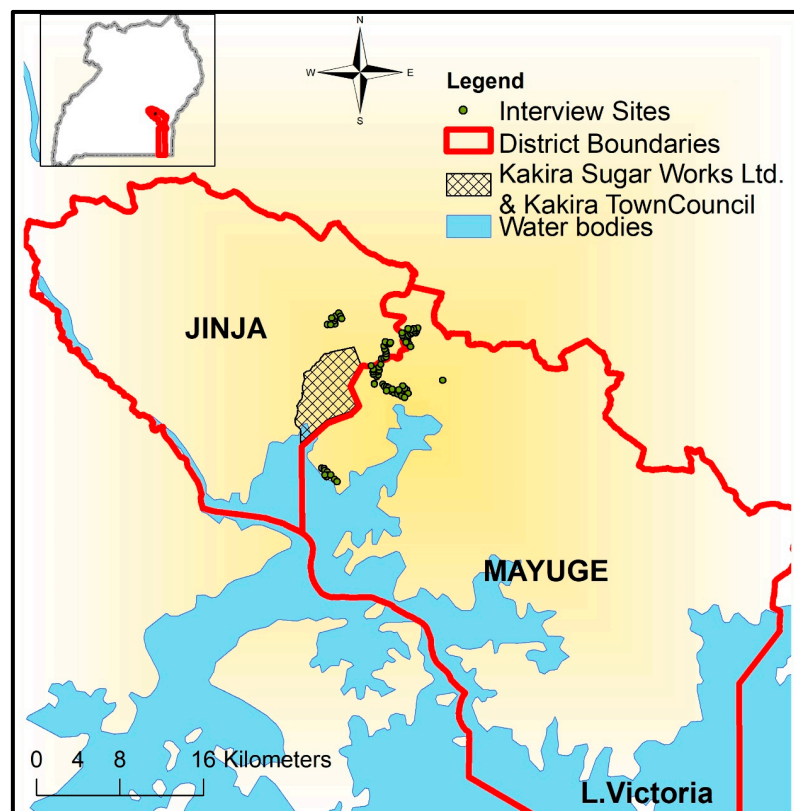 N
W
E
S
Legend
Interview Sites
District Boundaries
Kakira Sugar Works Ltd.
& Kakira TownCouncil
Water bodies
JINJA
MAYUGE
0 4 8 16 Kilometers
L.Victoria